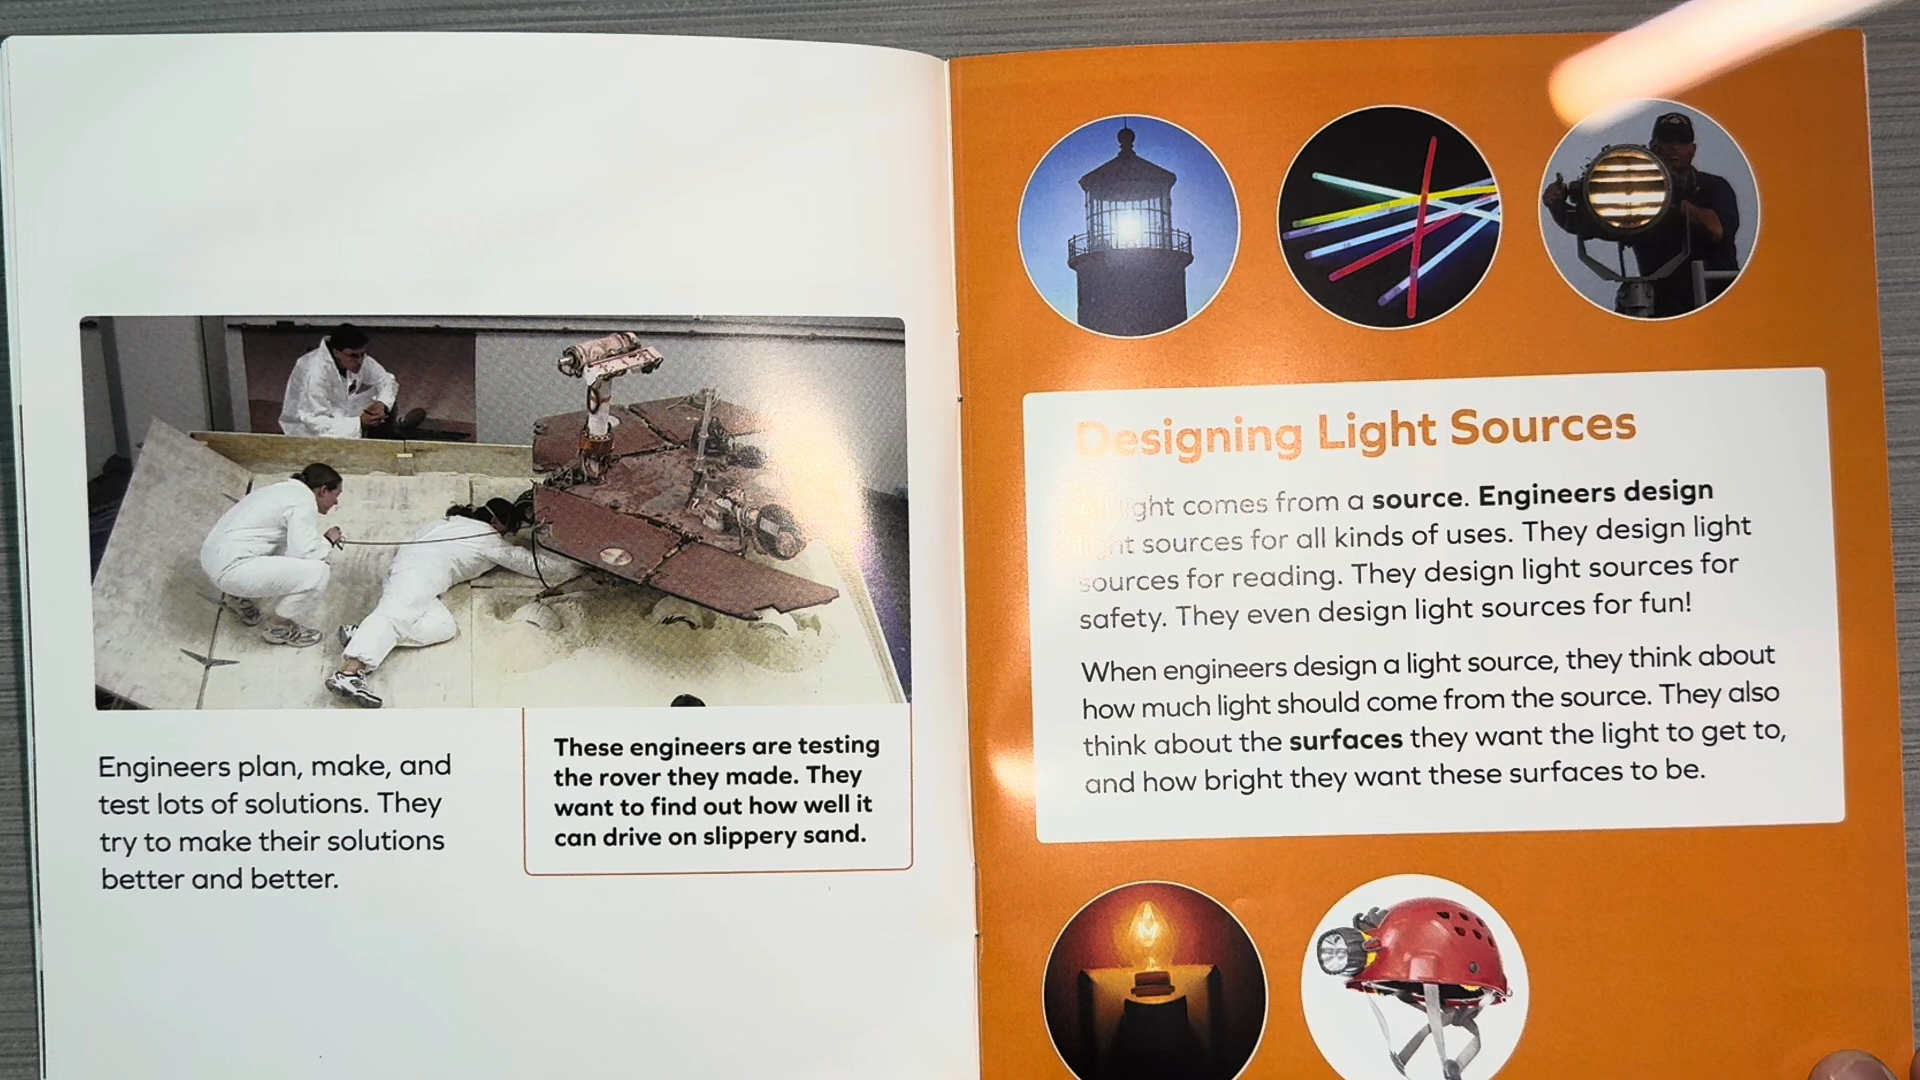 Engineers plan, make, and
test lots of solutions. They
try to make their solutions
better and better.
These engineers are testing
the rover they made. They
want to find out how well it
can drive on slippery sand.
Designing Light Sources
light comes from a source. Engineers design
light sources for all kinds of uses. They design light
sources for reading. They design light sources for
safety. They even design light sources for fun!
When engineers design a light source, they think about
how much light should come from the source. They also
think about the surfaces they want the light to get to,
and how bright they want these surfaces to be.